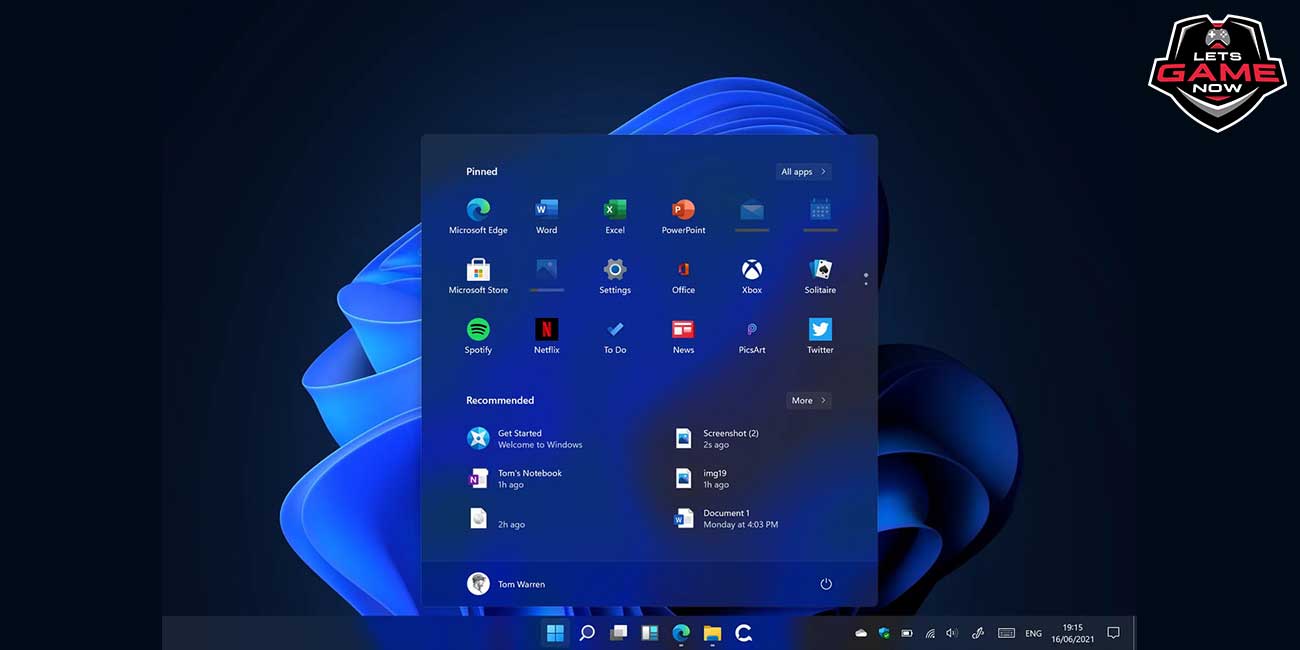 LETS
GAME
NOW
Pinned
All apps
Microsoft Edge
Word
Excel
PowerPoint
Microsoft Store
Settings
Office
Xbox
Solitaire
Spotify
Netflix
To Do
News
PicsArt
Twitter
Recommended
More
Get Started
Welcome to Windows
Screenshot (2)
2s ago
Tom's Notebook
1h ago
img19
1h ago
2h ago
Document 1
Monday at 4:03 PM
Tom Warren
ENG
19:15
16/06/2021